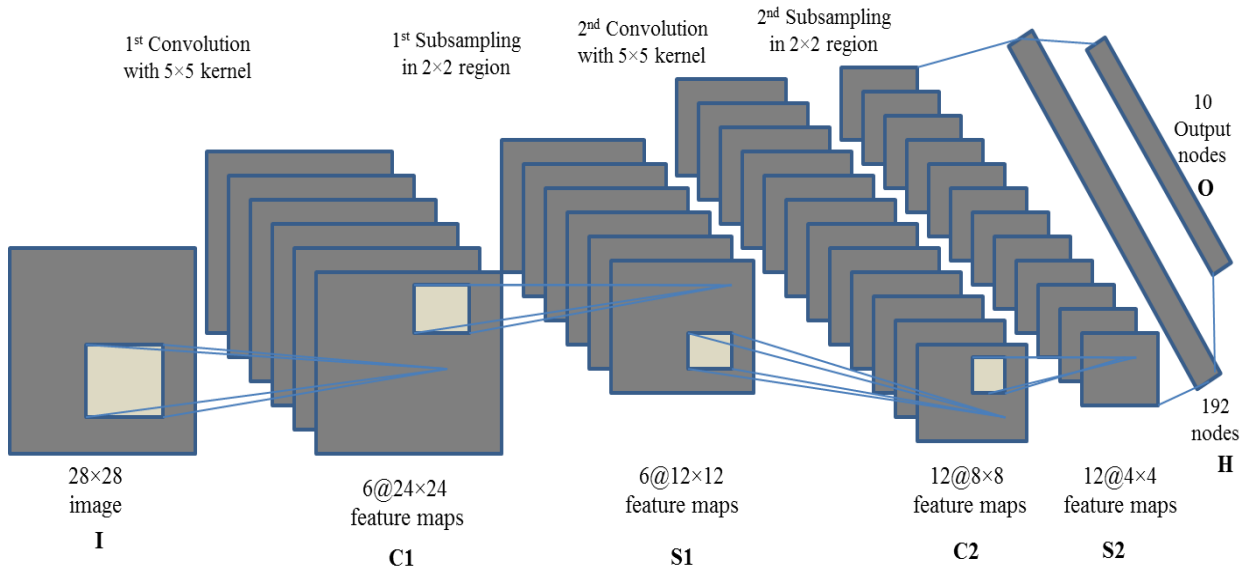 1st Convolution
with 5×5 kernel
1st Subsampling
in 2×2 region
2nd Convolution
with 5×5 kernel
2nd Subsampling
in 2×2 region
10
Output
nodes
O
192
nodes
H
28×28
image
I
6@24×24
feature maps
C1
6@12×12
feature maps
S1
12@8×8
feature maps
C2
12@4×4
feature maps
S2